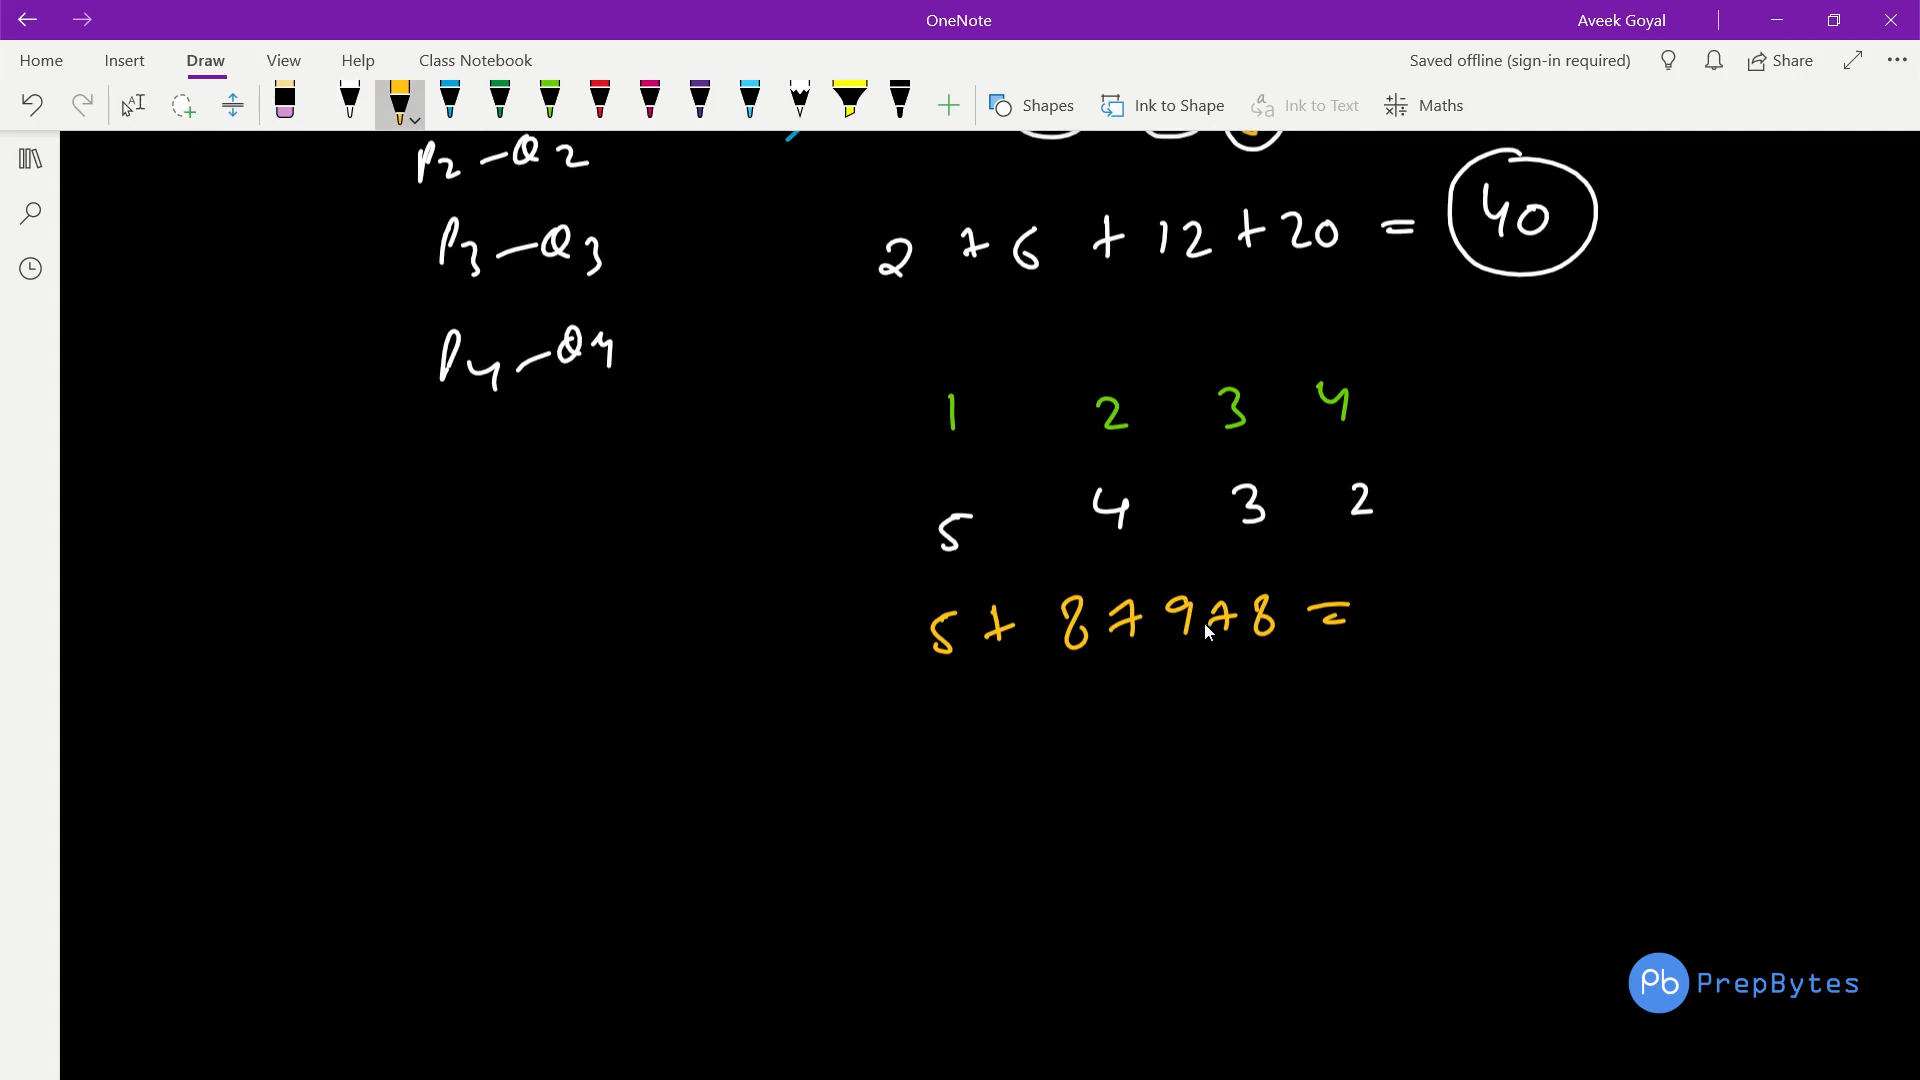 OneNote
Aveek Goyal
Home Insert Draw View Help Class Notebook
Saved offline (sign-in required) Share
Shapes Ink to Shape Ink to Text Maths
P2 - Q2
P3 - Q3
2 + 6 + 12 + 20 = 40
P4 - Q4
1 2 3 4
5 4 3 2
5 + 8 + 9 + 8 =
Pb PrepBytes